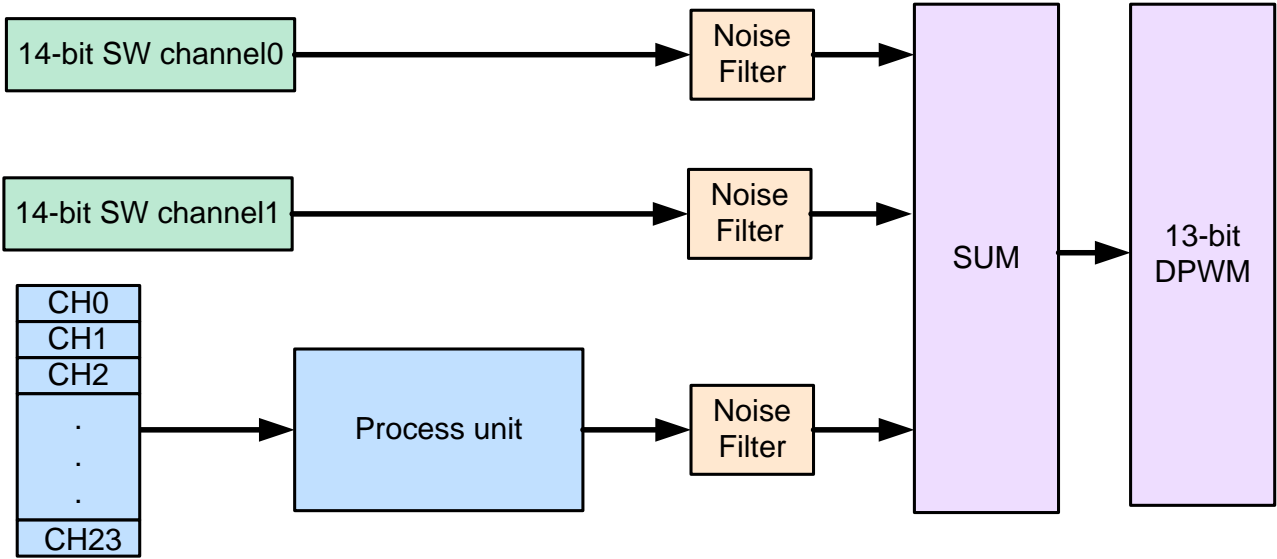 14-bit SW channel0
Noise
Filter
14-bit SW channel1
Noise
Filter
SUM
13-bit
DPWM
CH0
CH1
CH2
.
.
.
CH23
Process unit
Noise
Filter